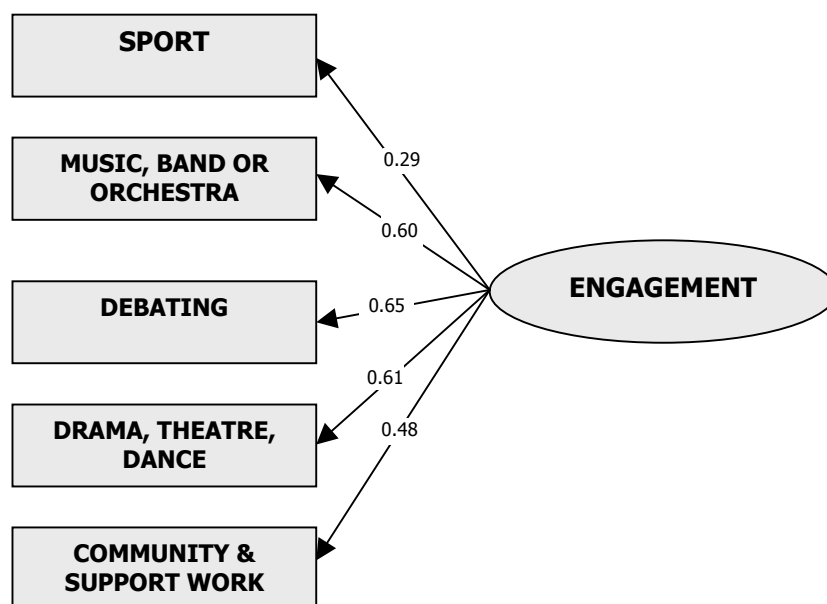 SPORT
MUSIC, BAND OR
ORCHESTRA
DEBATING
DRAMA, THEATRE,
DANCE
COMMUNITY &
SUPPORT WORK
0.29
0.60
0.65
0.61
0.48
ENGAGEMENT